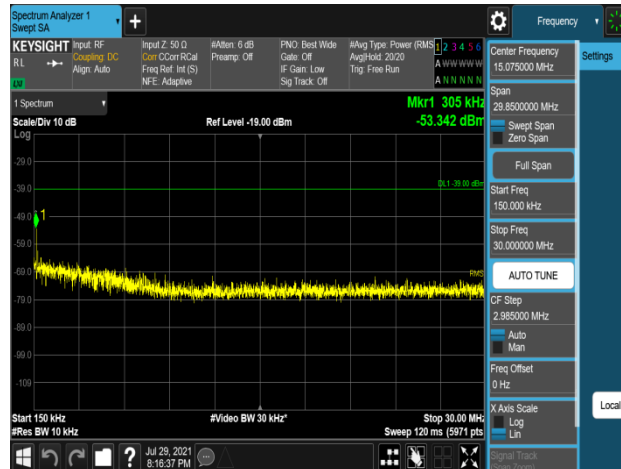 Spectrum Analyzer 1
Swept SA
+
Frequency
KEYSIGHT
RL
LXI
Input: RF
Coupling: DC
Align: Auto
Input Z: 50 Ω
Corr CCorr RCal
Freq Ref: Int (S)
NFE: Adaptive
#Atten: 6 dB
Preamp: Off
PNO: Best Wide
Gate: Off
IF Gain: Low
Sig Track: Off
#Avg Type: Power (RMS
Avg|Hold: 20/20
Trig: Free Run
1 2 3 4 5 6
A W W W W W
A N N N N N
1 Spectrum
Scale/Div 10 dB
Log
Ref Level -19.00 dBm
Mkr1 305 kHz
-53.342 dBm
-29.0
-39.0
-49.0
-59.0
-69.0
-79.0
-89.0
-99.0
-109
DL1 -39.00 dBm
1
RMS
Start 150 kHz
#Res BW 10 kHz
#Video BW 30 kHz*
Stop 30.00 MHz
Sweep 120 ms (5971 pts)
Jul 29, 2021
8:16:37 PM
?
Center Frequency
15.075000 MHz
Settings
Span
29.8500000 MHz
Swept Span
Zero Span
Full Span
Start Freq
150.000 kHz
Stop Freq
30.000000 MHz
AUTO TUNE
CF Step
2.985000 MHz
Auto
Man
Freq Offset
0 Hz
X Axis Scale
Log
Lin
Local
Signal Track
(Span Zoom)